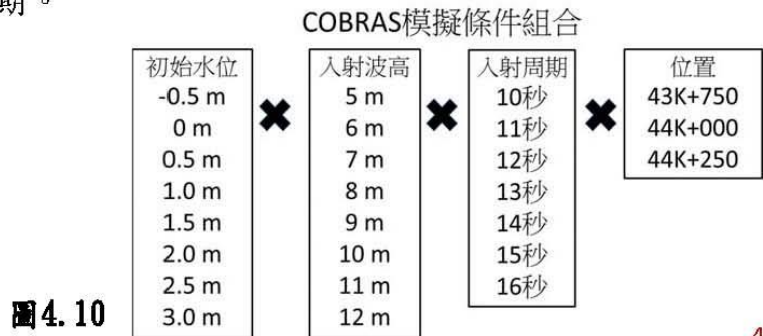 期。
COBRAS模擬條件組合
初始水位 入射波高 入射周期 位置
-0.5 m 5 m 10秒 43K+750
0 m 6 m 11秒 44K+000
0.5 m 7 m 12秒 44K+250
1.0 m 8 m 13秒
1.5 m 9 m 14秒
2.0 m 10 m 15秒
2.5 m 11 m 16秒
3.0 m 12 m
圖4.10